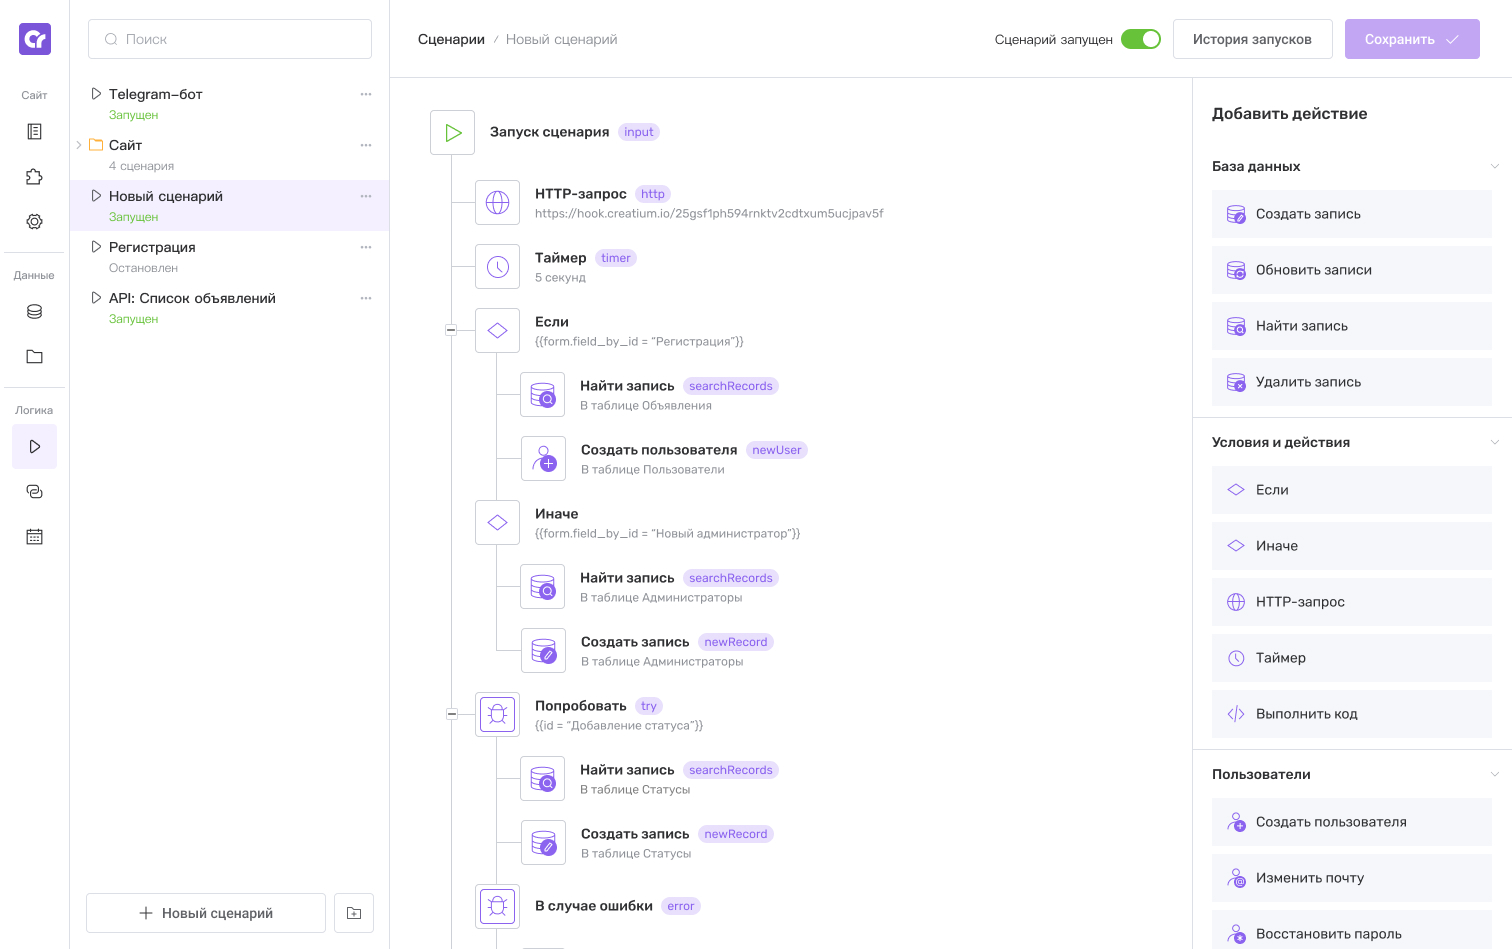 Сайт
Данные
Логика
Поиск
Telegram-бот
Запущен
Сайт
4 сценария
Новый сценарий
Запущен
Регистрация
Остановлен
API: Список объявлений
Запущен
Новый сценарий
Сценарии / Новый сценарий
Сценарий запущен
История запусков
Сохранить
Запуск сценария input
HTTP-запрос http
https://hook.creatium.io/25gsf1ph594rnktv2cdtxum5ucjpav5f
Таймер timer
5 секунд
Если
{{form.field_by_id = “Регистрация”}}
Найти запись searchRecords
В таблице Объявления
Создать пользователя newUser
В таблице Пользователи
Иначе
{{form.field_by_id = “Новый администратор”}}
Найти запись searchRecords
В таблице Администраторы
Создать запись newRecord
В таблице Администраторы
Попробовать try
{{id = “Добавление статуса”}}
Найти запись searchRecords
В таблице Статусы
Создать запись newRecord
В таблице Статусы
В случае ошибки error
Добавить действие
База данных
Создать запись
Обновить записи
Найти запись
Удалить запись
Условия и действия
Если
Иначе
HTTP-запрос
Таймер
Выполнить код
Пользователи
Создать пользователя
Изменить почту
Восстановить пароль